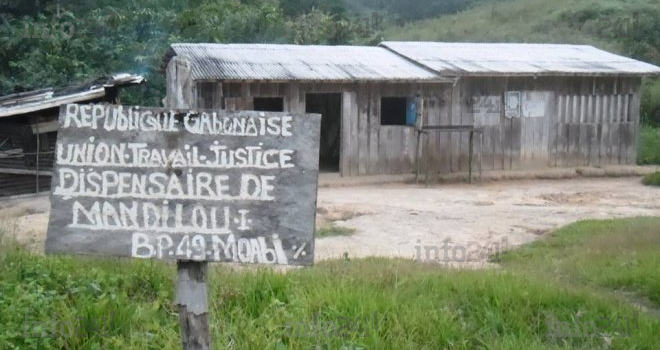 REPUBLIQUE GABONAISE
UNION-TRAVAIL-JUSTICE
DISPENSAIRE DE
MANDILOU-I
BP.49-MOABI %
info241